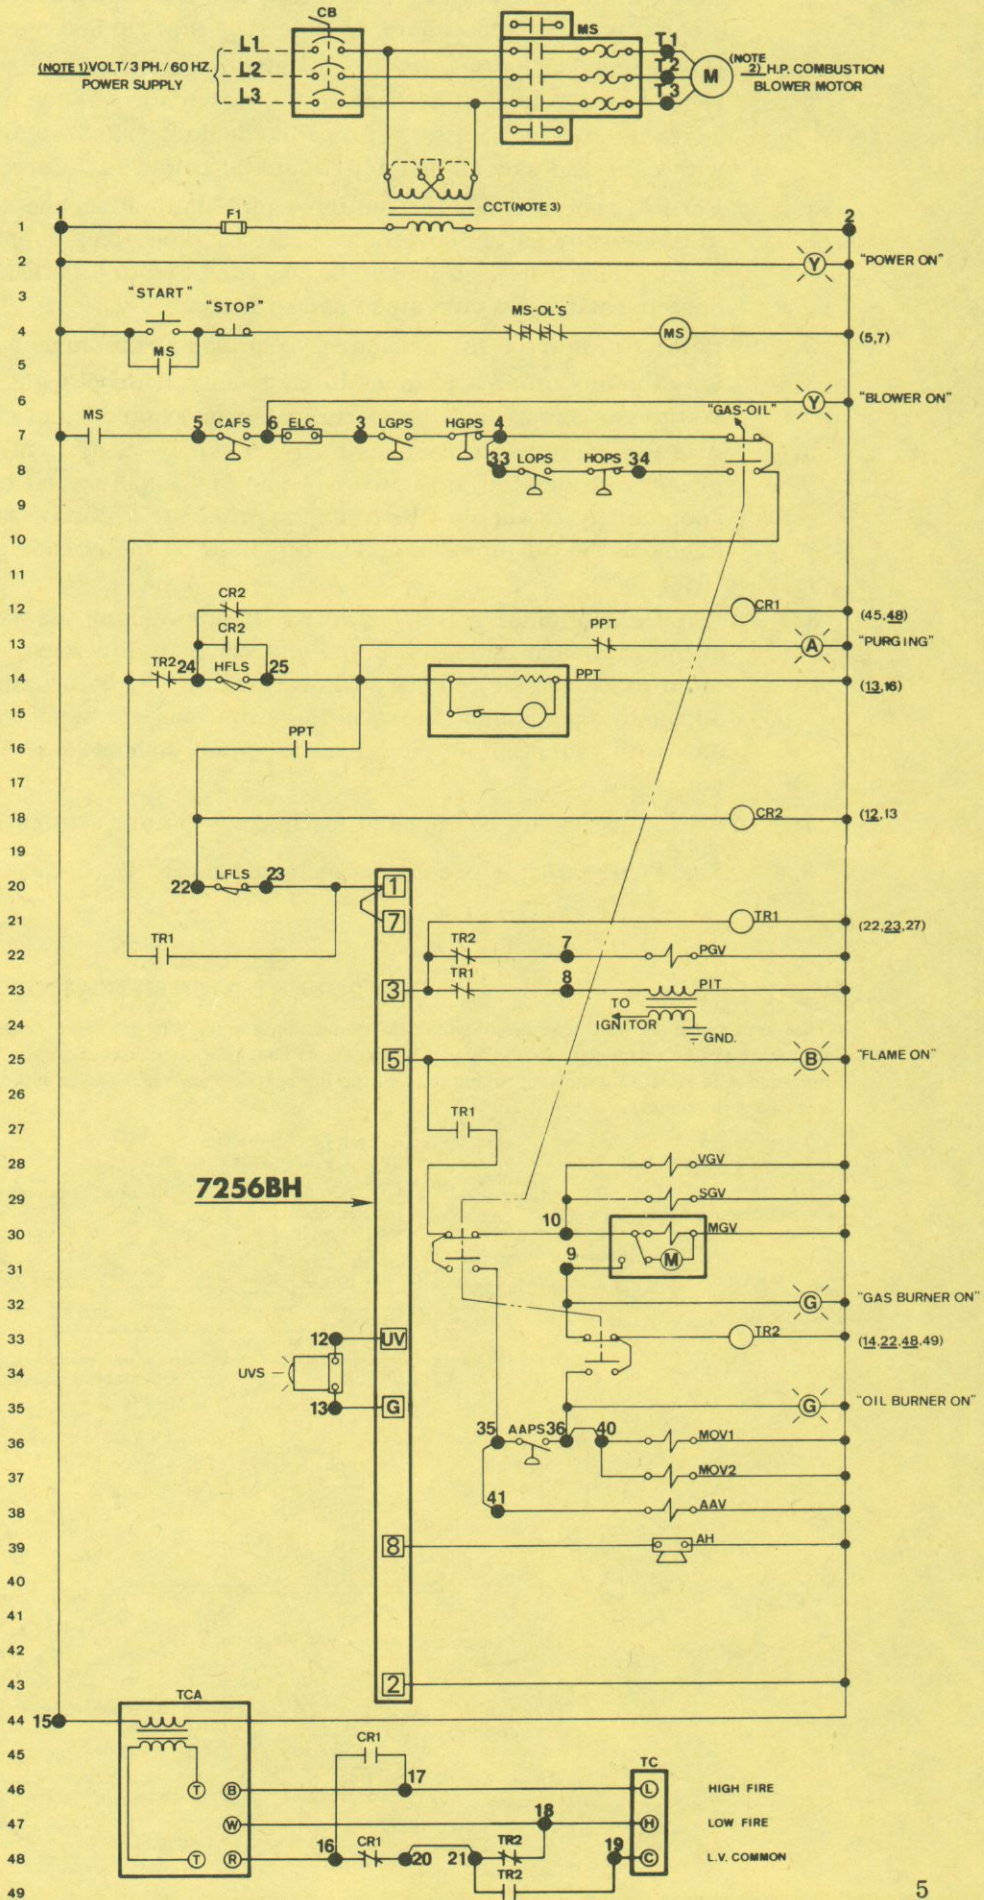 CB
MS
L1
T1
(NOTE 1) VOLT/3 PH./60 HZ.
POWER SUPPLY
L2
T2
M
(NOTE
2) H.P. COMBUSTION
BLOWER MOTOR
L3
T3
CCT(NOTE 3)
1 1 F1 2
2 Y "POWER ON"
3 "START" "STOP"
MS-OL'S
4 MS (5,7)
MS
5
6 Y "BLOWER ON"
"GAS-OIL"
7 MS 5 CAFS 6 ELC 3 LGPS HGPS 4
8 33 LOPS HOPS 34
9
10
11
CR2
12 CR1 (45,48)
CR2 PPT
13 A "PURGING"
14 TR2 24 HFLS 25 PPT (13,16)
15
16 PPT
17
18 CR2 (12,13
19
20 22 LFLS 23 1
21 7 TR1 (22,23,27)
22 TR1 TR2 7 PGV
23 3 TR1 8 PIT
24 TO
IGNITOR
GND.
25 5 B "FLAME ON"
26
27 TR1
28 VGV
29 7256BH SGV
30 10 MGV
31 9 M
32 G "GAS BURNER ON"
33 12 UV TR2 (14,22,48,49)
34 UVS
35 13 G G "OIL BURNER ON"
36 35 AAPS 36 40 MOV1
37 MOV2
38 41 AAV
39 8 AH
40
41
42
43 2
TCA
44 15
45 CR1
TC
46 T B 17 L HIGH FIRE
47 W 18 H LOW FIRE
48 T R 16 CR1 20 21 TR2 19 C L.V. COMMON
TR2
49
5